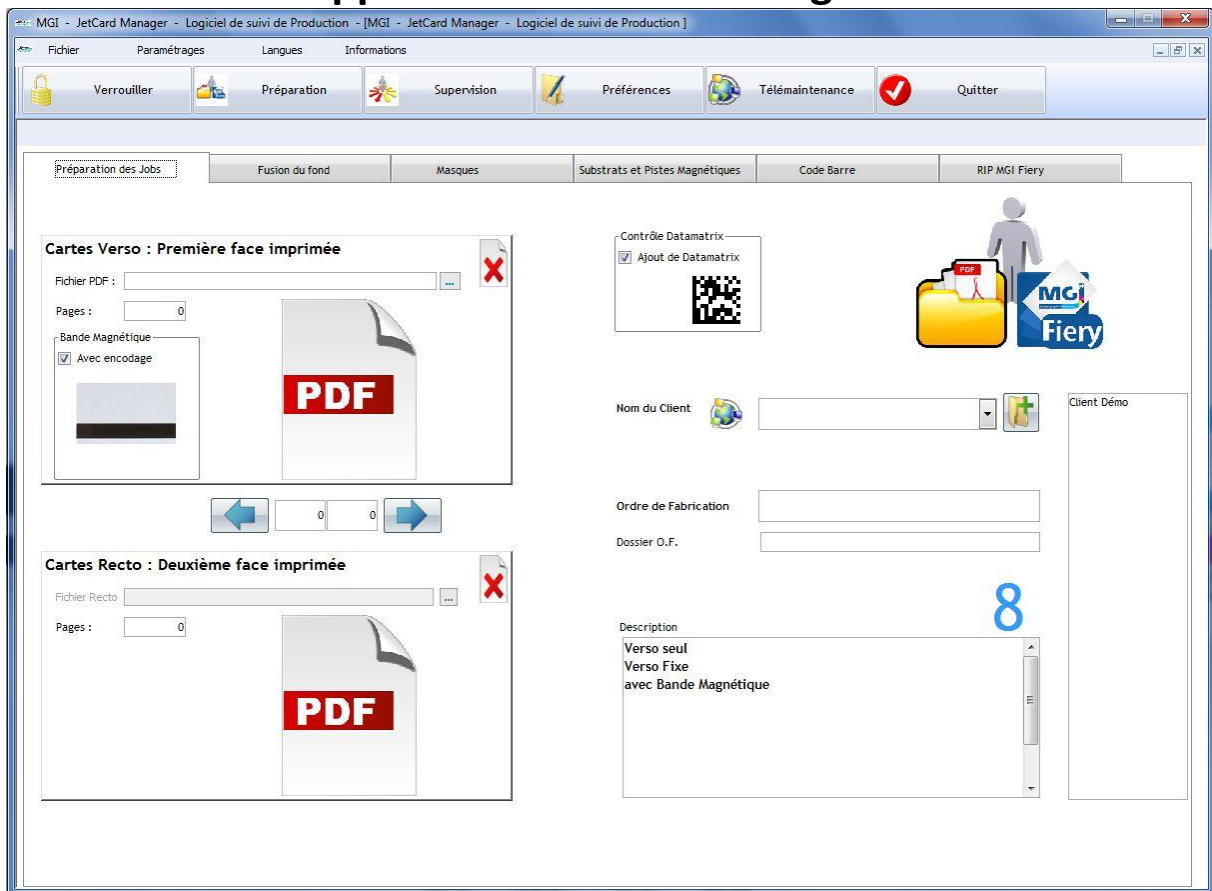 MGI - JetCard Manager - Logiciel de suivi de Production - [MGI - JetCard Manager - Logiciel de suivi de Production ]
Fichier Paramétrages Langues Informations
Verrouiller Préparation Supervision Préférences Télémaintenance Quitter
Préparation des Jobs Fusion du fond Masques Substrats et Pistes Magnétiques Code Barre RIP MGI Fiery
Cartes Verso : Première face imprimée
Fichier PDF : ...
Pages : 0
Bande Magnétique
Avec encodage
PDF
0 0
Cartes Recto : Deuxième face imprimée
Fichier Recto ...
Pages : 0
PDF
Contrôle Datamatrix
Ajout de Datamatrix
PDF
MGI
Fiery
Nom du Client
Client Démo
Ordre de Fabrication
Dossier O.F.
8
Description
Verso seul
Verso Fixe
avec Bande Magnétique